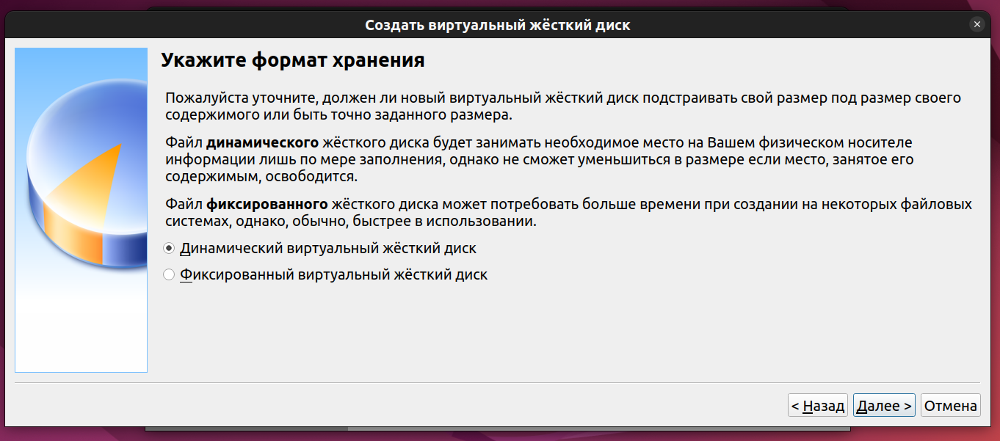 Создать виртуальный жёсткий диск
Укажите формат хранения
Пожалуйста уточните, должен ли новый виртуальный жёсткий диск подстраивать свой размер под размер своего
содержимого или быть точно заданного размера.
Файл динамического жёсткого диска будет занимать необходимое место на Вашем физическом носителе
информации лишь по мере заполнения, однако не сможет уменьшиться в размере если место, занятое его
содержимым, освободится.
Файл фиксированного жёсткого диска может потребовать больше времени при создании на некоторых файловых
системах, однако, обычно, быстрее в использовании.
Динамический виртуальный жёсткий диск
Фиксированный виртуальный жёсткий диск
< Назад Далее > Отмена